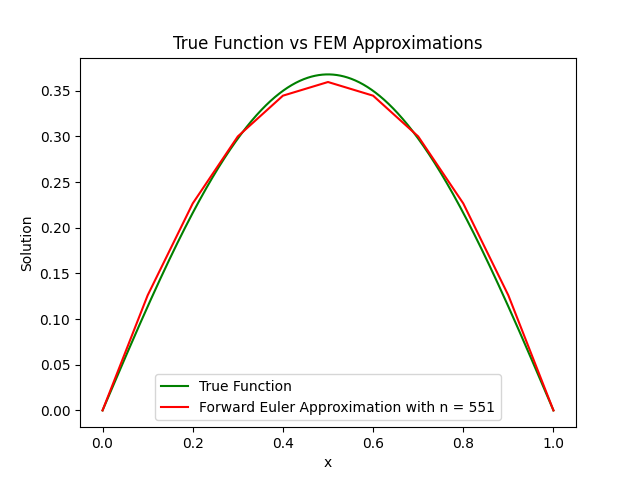 True Function vs FEM Approximations
Solution
0.35
0.30
0.25
0.20
0.15
0.10
0.05
0.00
True Function
Forward Euler Approximation with n = 551
0.0 0.2 0.4 0.6 0.8 1.0
x